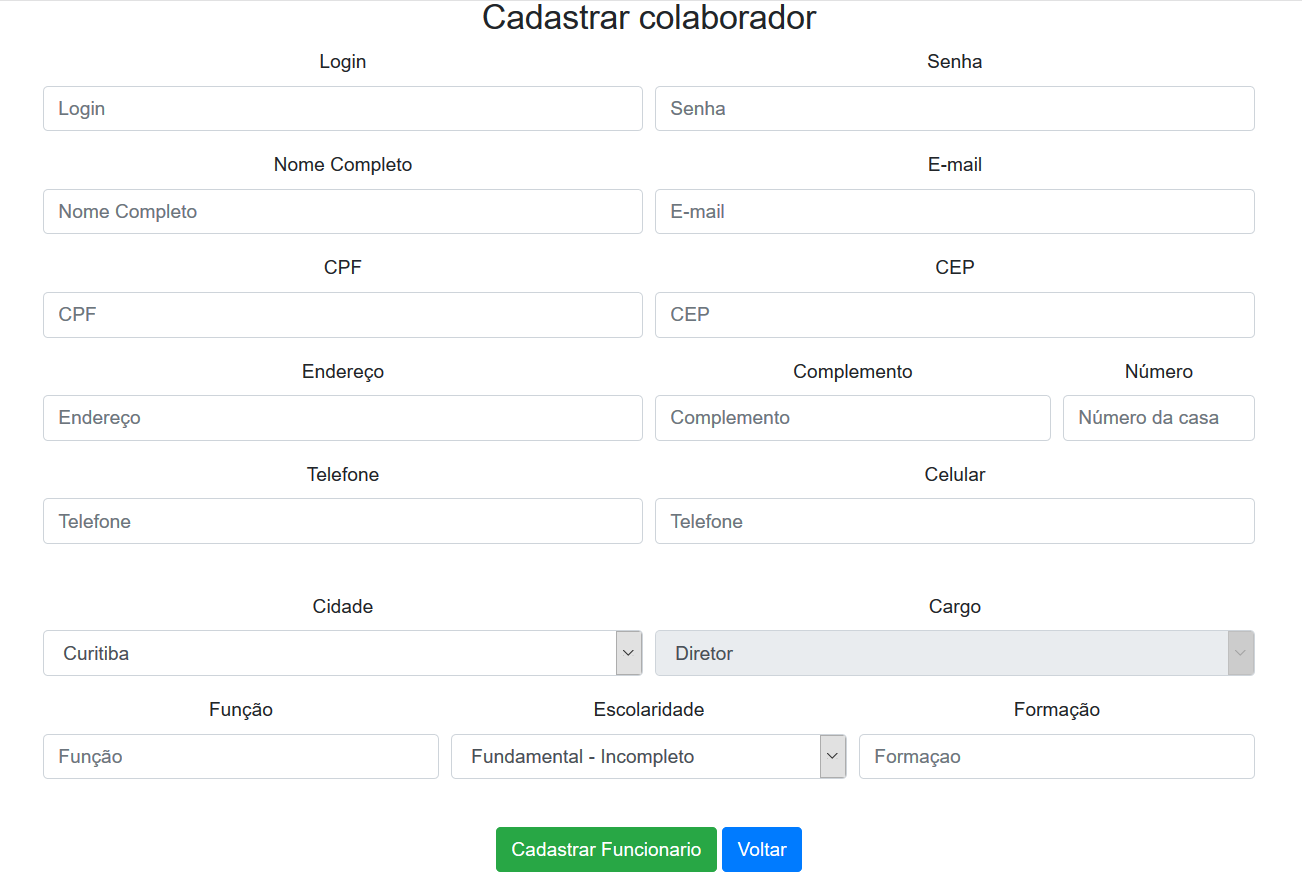 Cadastrar colaborador
Login Senha
Login Senha
Nome Completo E-mail
Nome Completo E-mail
CPF CEP
CPF CEP
Endereço Complemento Número
Endereço Complemento Número da casa
Telefone Celular
Telefone Telefone
Cidade Cargo
Curitiba Diretor
Função Escolaridade Formação
Função Fundamental - Incompleto Formaçao
Cadastrar Funcionario Voltar